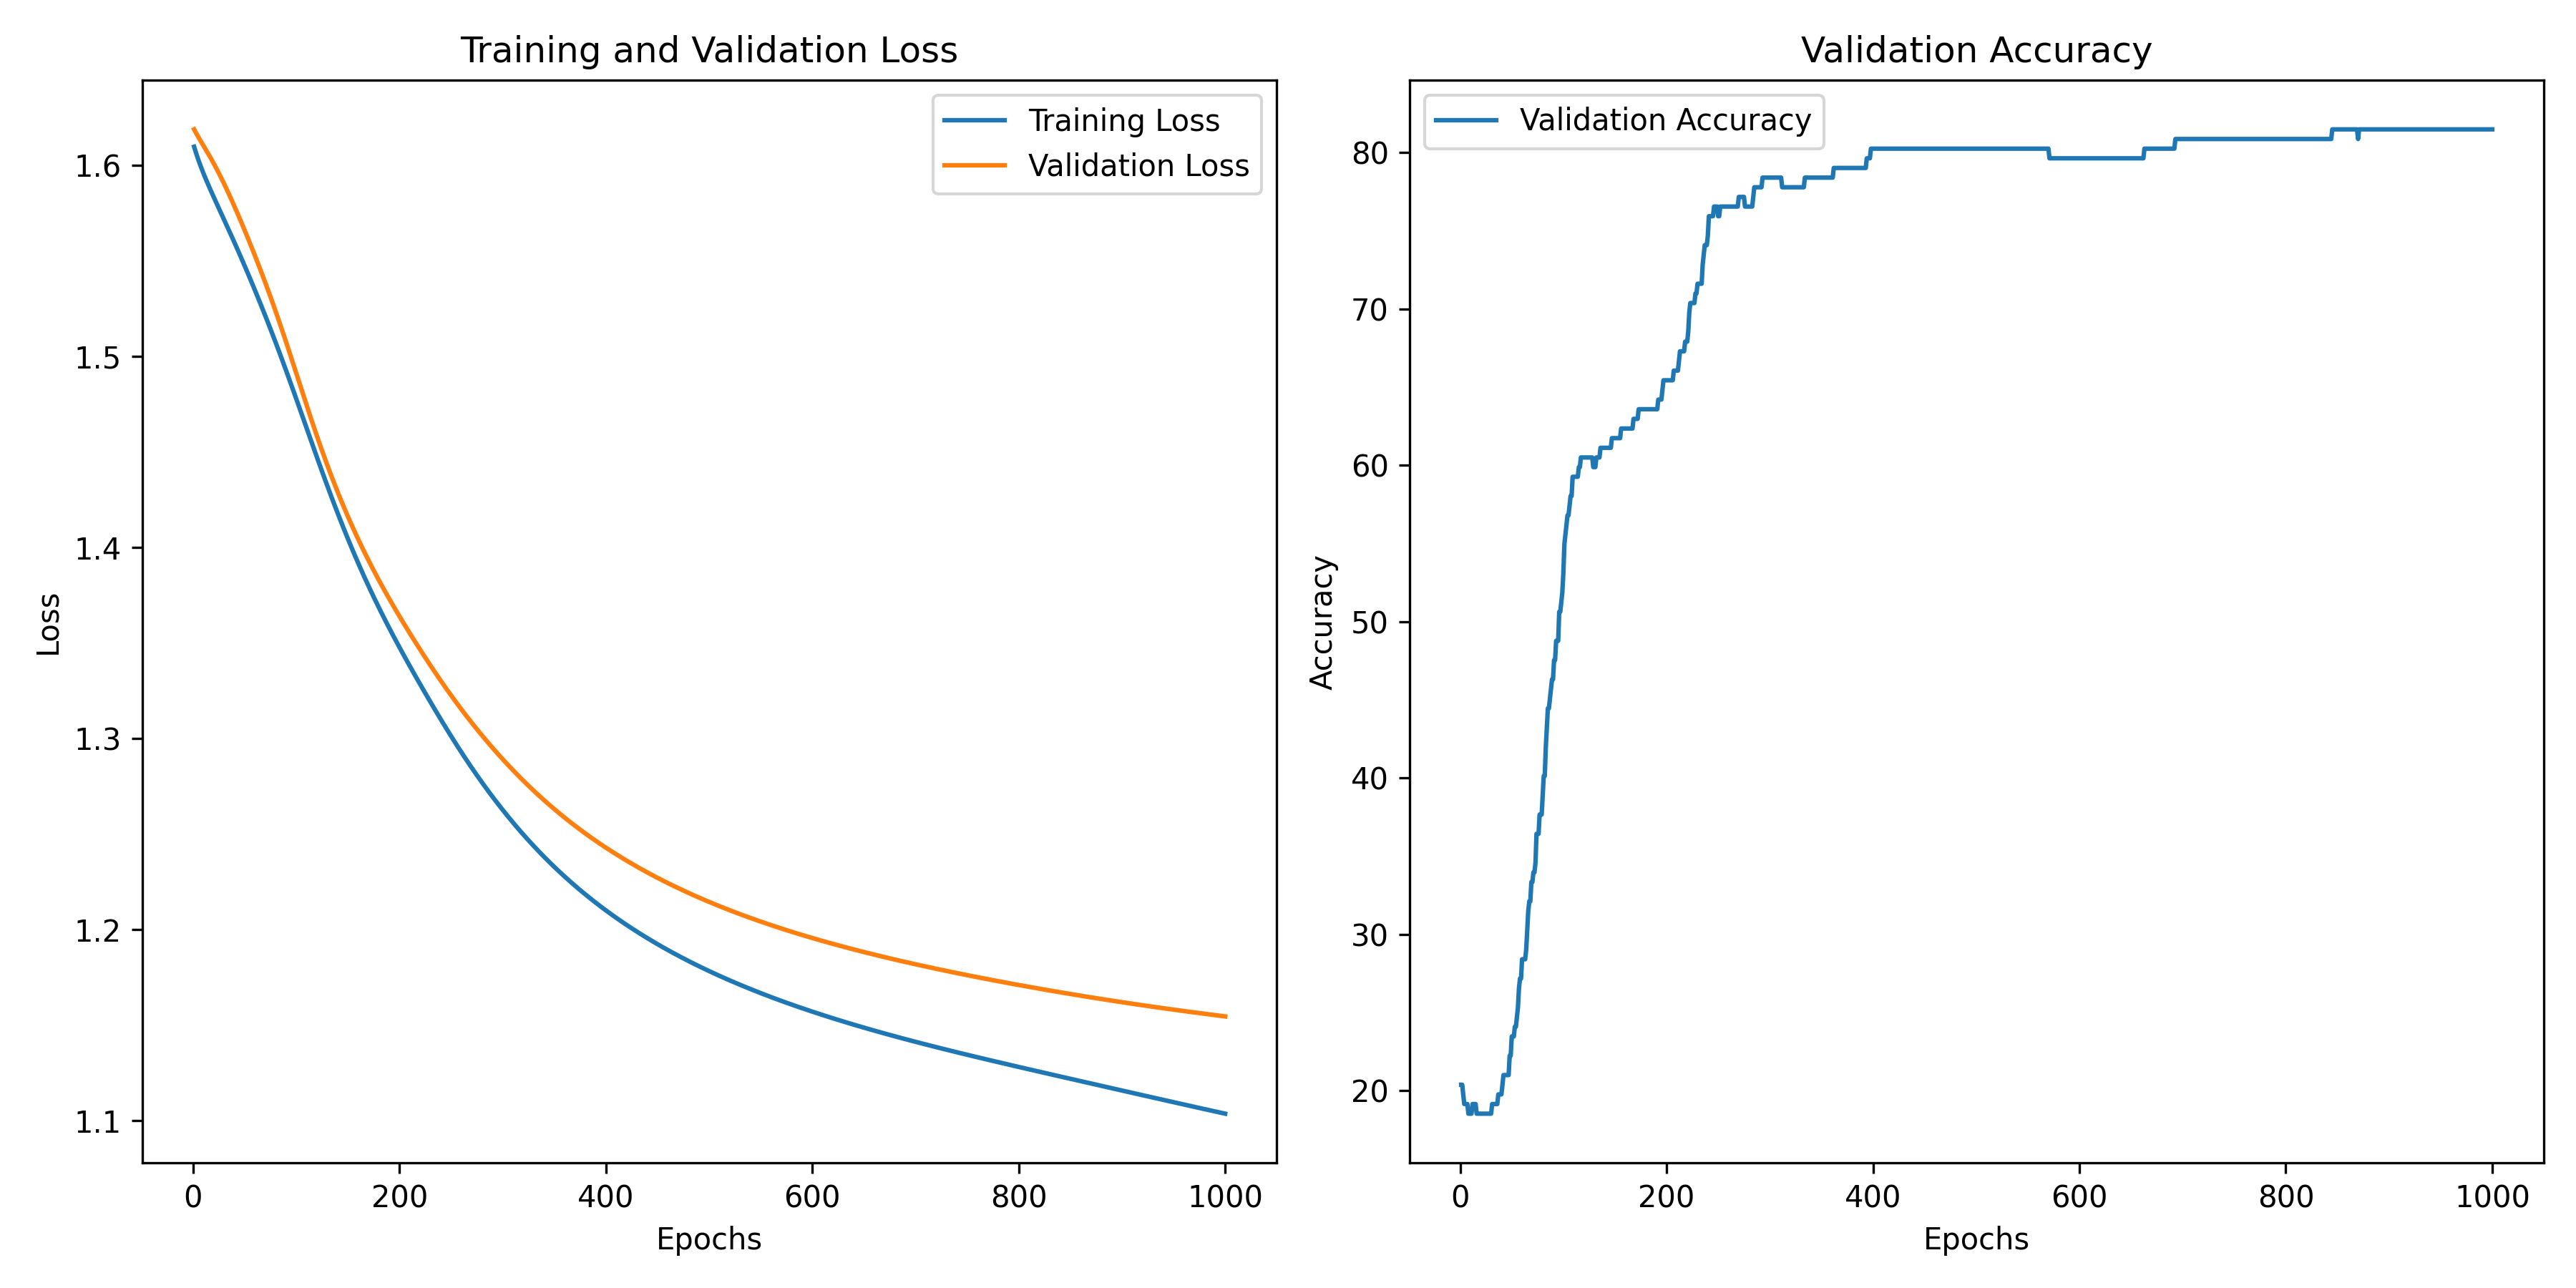 Training and Validation Loss
Training Loss
Validation Loss
1.6
1.5
1.4
1.3
1.2
1.1
Loss
0 200 400 600 800 1000
Epochs
Validation Accuracy
Validation Accuracy
80
70
60
50
40
30
20
Accuracy
0 200 400 600 800 1000
Epochs